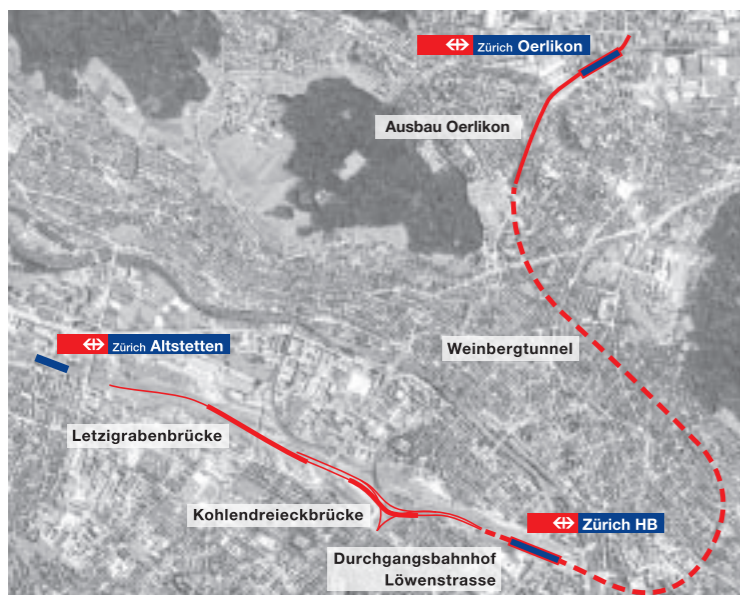 Zürich Oerlikon
Ausbau Oerlikon
Weinbergtunnel
Zürich Altstetten
Letzigrabenbrücke
Kohlendreieckbrücke
Zürich HB
Durchgangsbahnhof
Löwenstrasse